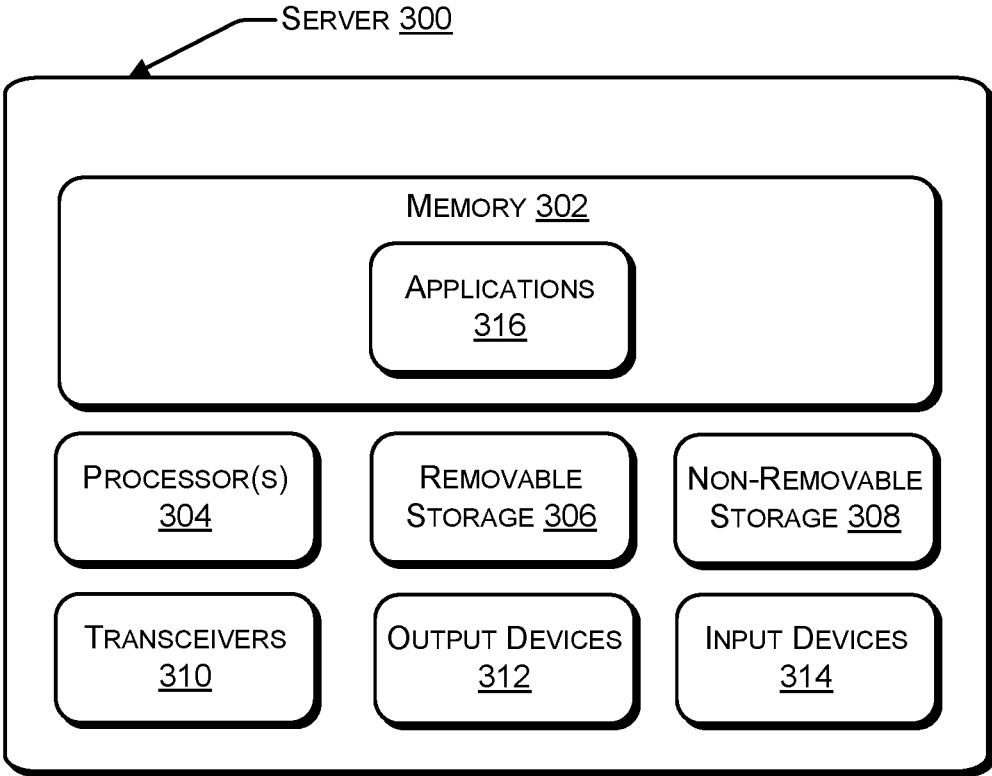 SERVER 300
MEMORY 302
APPLICATIONS
316
PROCESSOR(S)
304
REMOVABLE
STORAGE 306
NON-REMOVABLE
STORAGE 308
TRANSCEIVERS
310
OUTPUT DEVICES
312
INPUT DEVICES
314